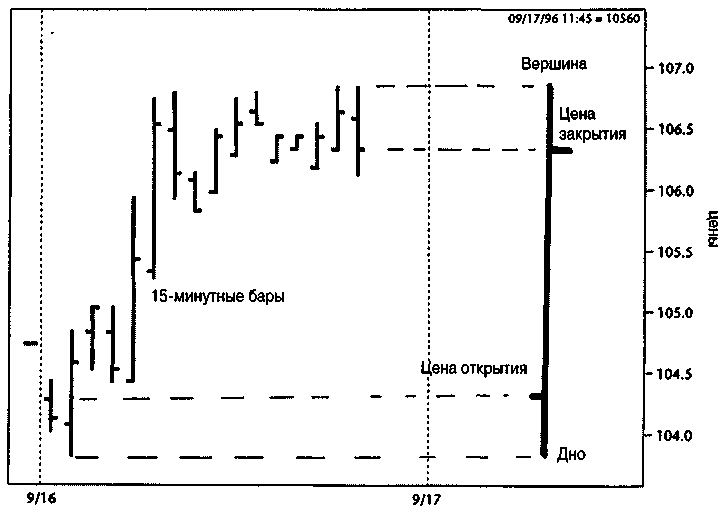 09/17/96 11:45 = 10560
Вершина
Цена
закрытия
15-минутные бары
Цена открытия
Дно
107.0
106.5
106.0
105.5
105.0
104.5
104.0
цены
9/16
9/17